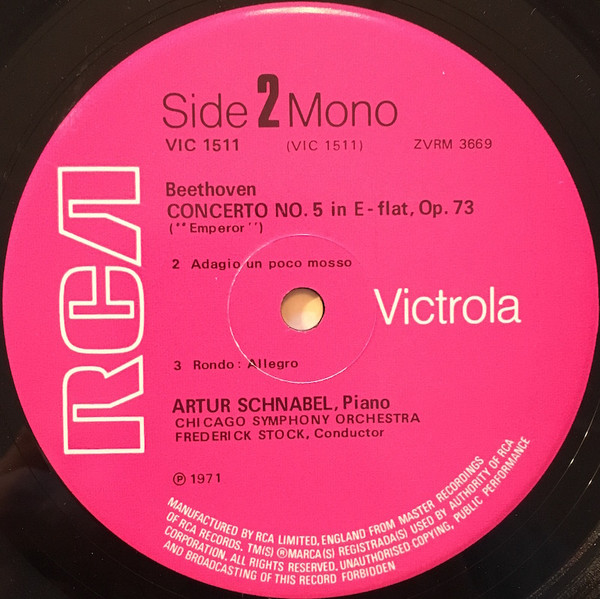 Side 2 Mono
VIC 1511 (VIC 1511) ZVRM 3669
Beethoven
CONCERTO NO. 5 in E-flat, Op. 73
("Emperor")
2 Adagio un poco mosso
RCA
Victrola
3 Rondo: Allegro
ARTUR SCHNABEL, Piano
CHICAGO SYMPHONY ORCHESTRA
FREDERICK STOCK, Conductor
℗ 1971
MANUFACTURED BY RCA LIMITED, ENGLAND FROM MASTER RECORDINGS
OF RCA RECORDS. TM(S) ® MARCA(S) REGISTRADA(S) USED BY AUTHORITY OF RCA
CORPORATION. ALL RIGHTS RESERVED. UNAUTHORISED COPYING, PUBLIC PERFORMANCE
AND BROADCASTING OF THIS RECORD FORBIDDEN